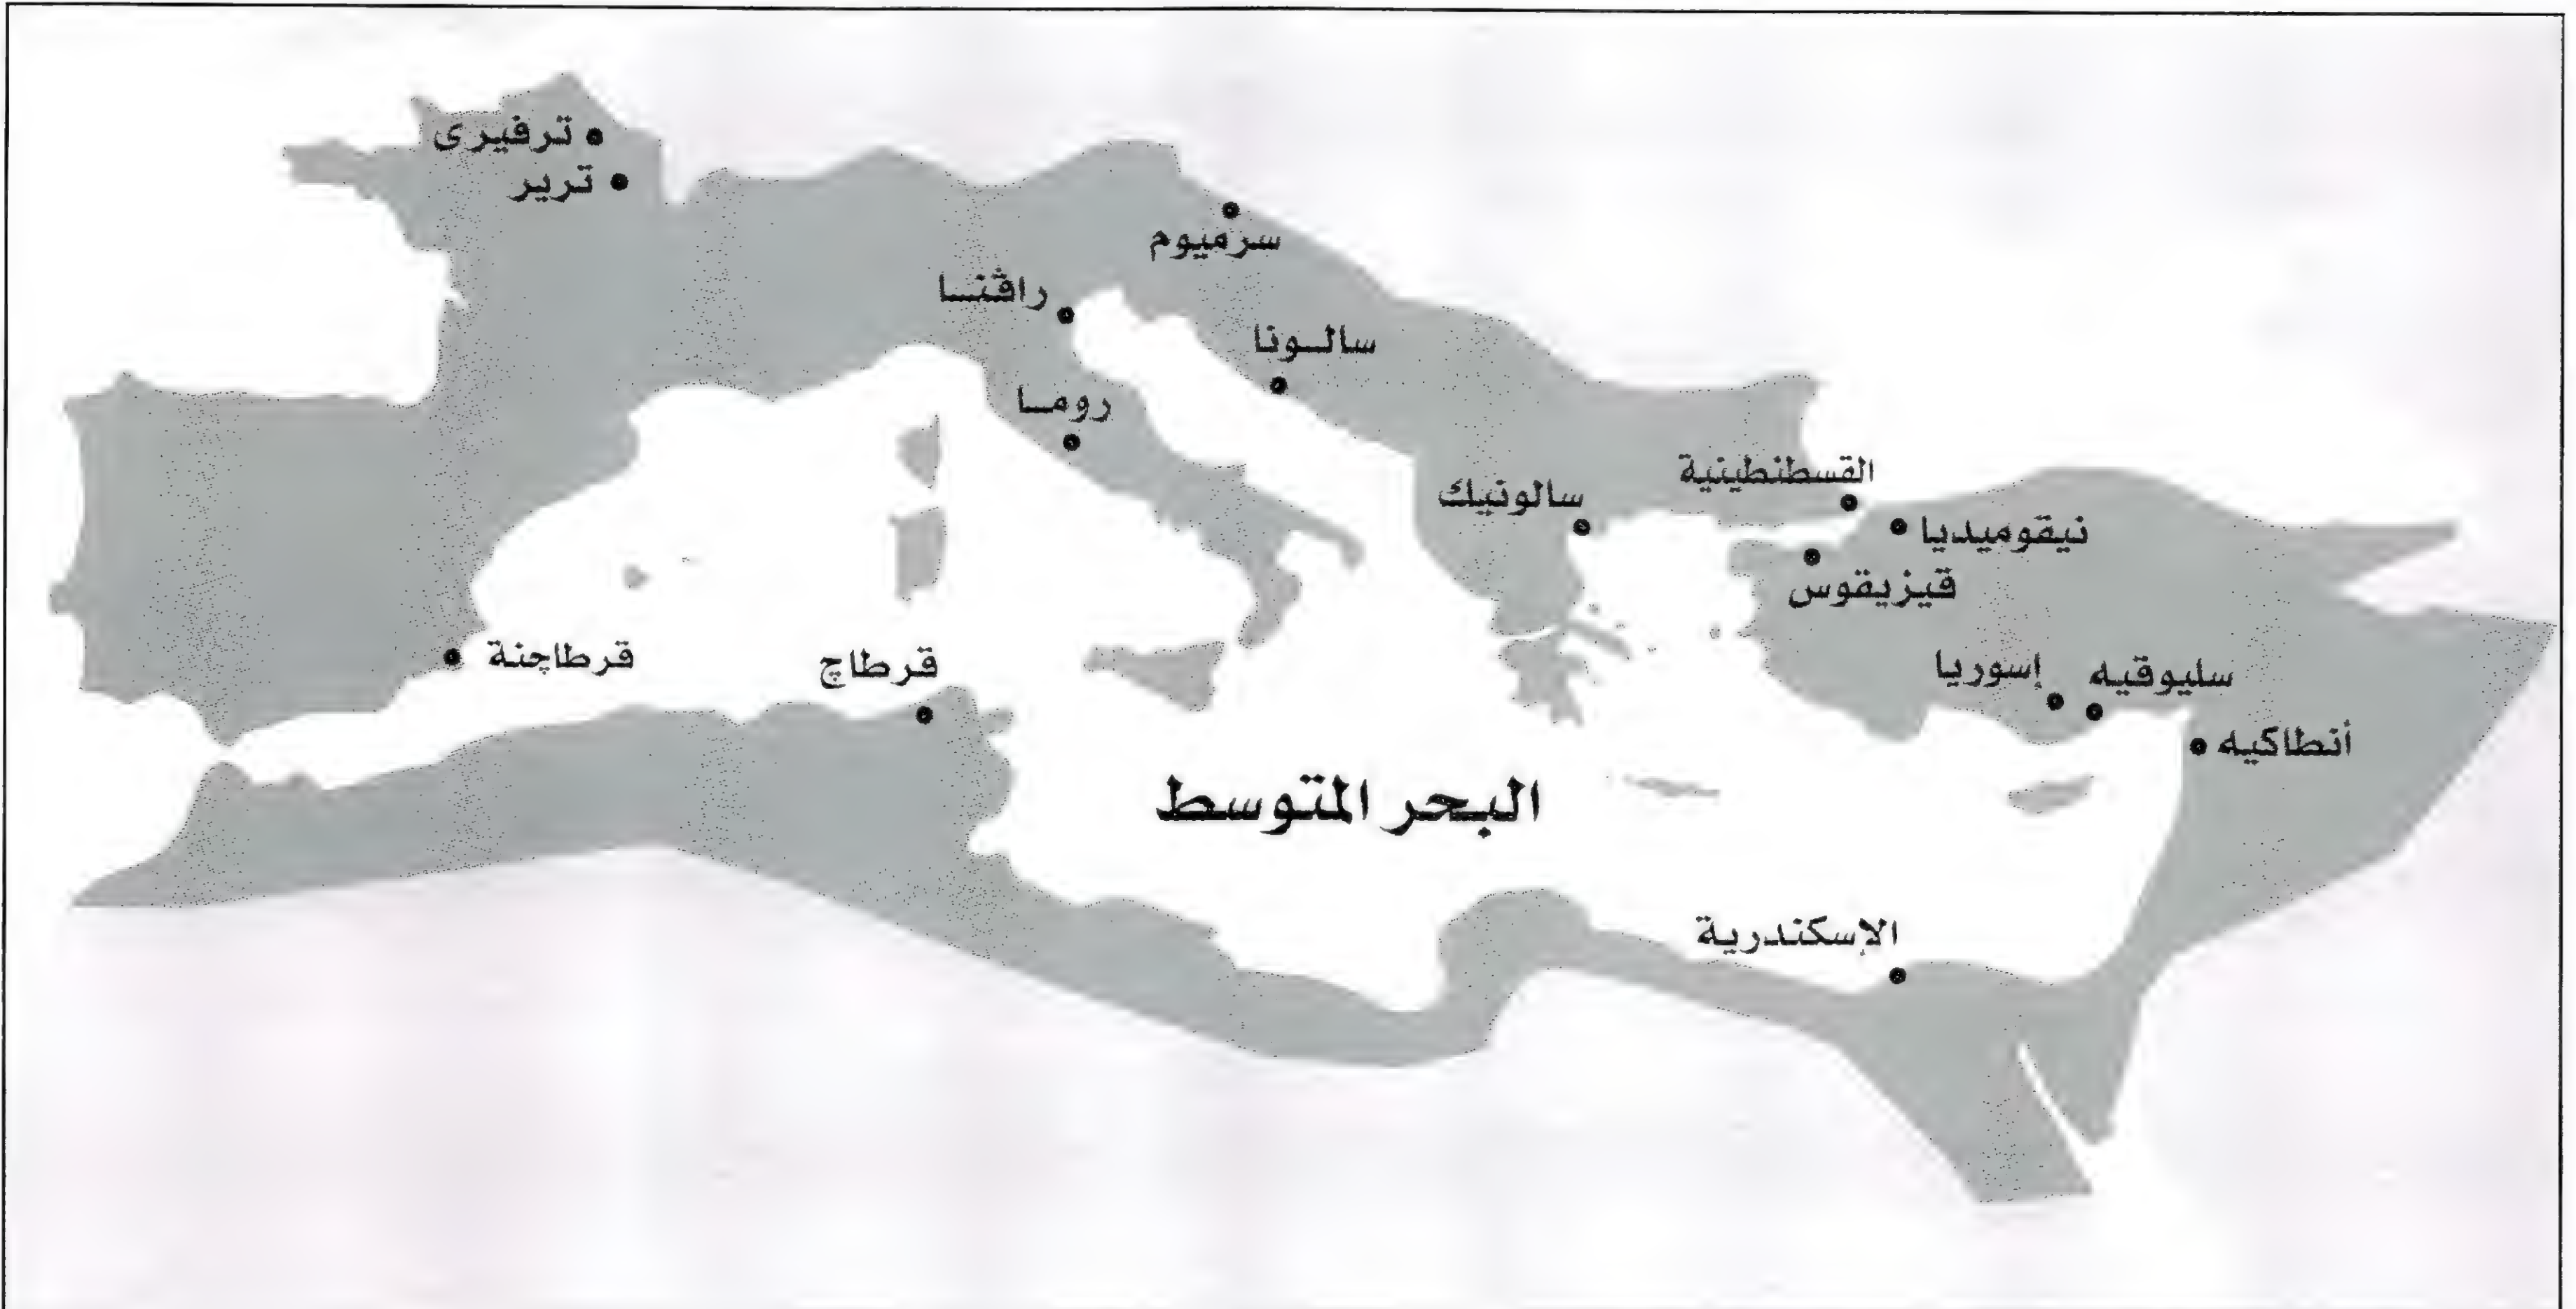 ترفيرى
ترير
سرميوم
راڤنـا
سالـونا
رومـا
القسطنطينية
سالونيك
نيقوميديا
قيزيقوس
قرطاچنة
قرطاچ
إسوريا
سليوقيه
أنطاكيه
البحر المتوسط
الإسكندرية